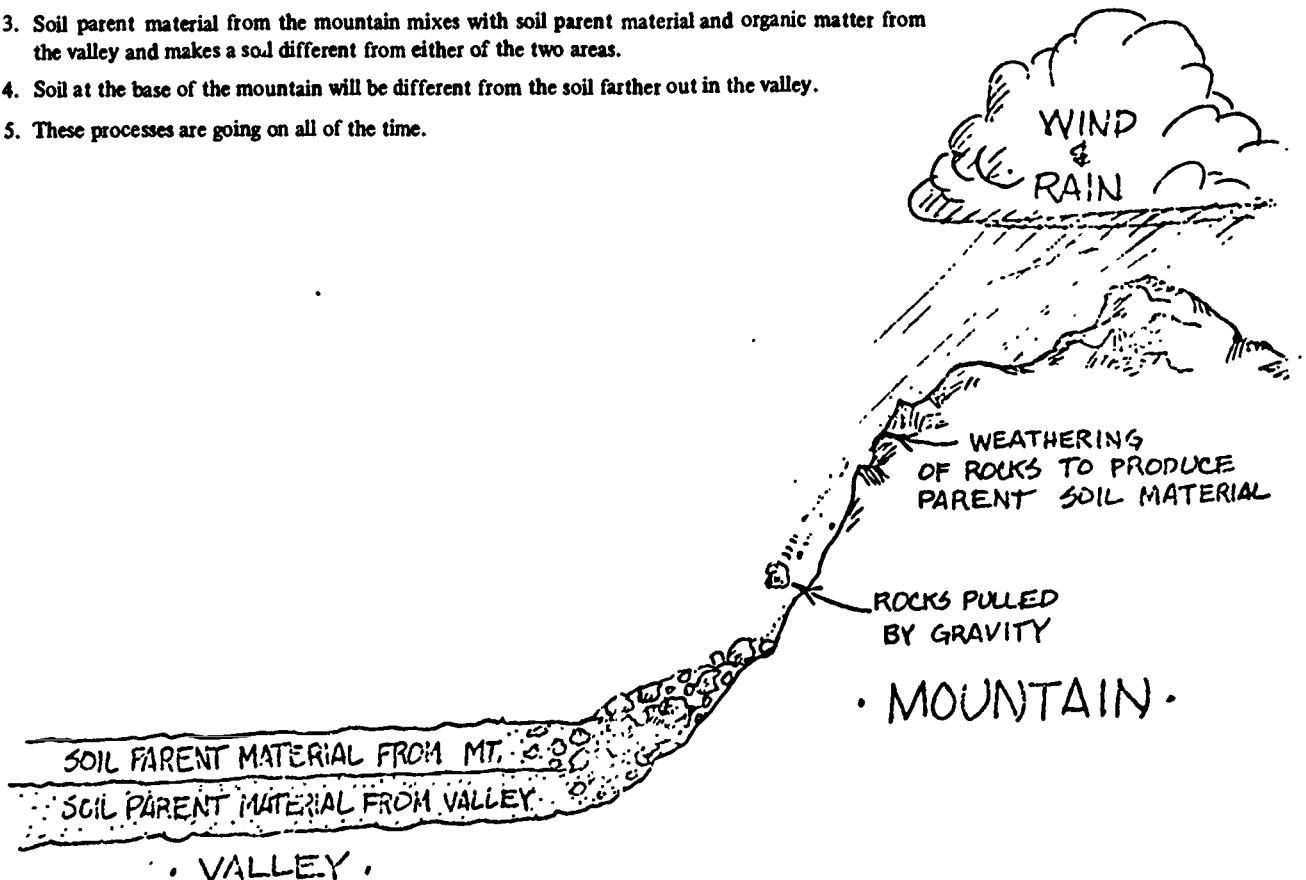 3. Soil parent material from the mountain mixes with soil parent material and organic matter from
the valley and makes a soil different from either of the two areas.
4. Soil at the base of the mountain will be different from the soil farther out in the valley.
5. These processes are going on all of the time.
WIND
&
RAIN
WEATHERING
OF ROCKS TO PRODUCE
PARENT SOIL MATERIAL
ROCKS PULLED
BY GRAVITY
• MOUNTAIN •
SOIL PARENT MATERIAL FROM MT.
SOIL PARENT MATERIAL FROM VALLEY
• VALLEY •